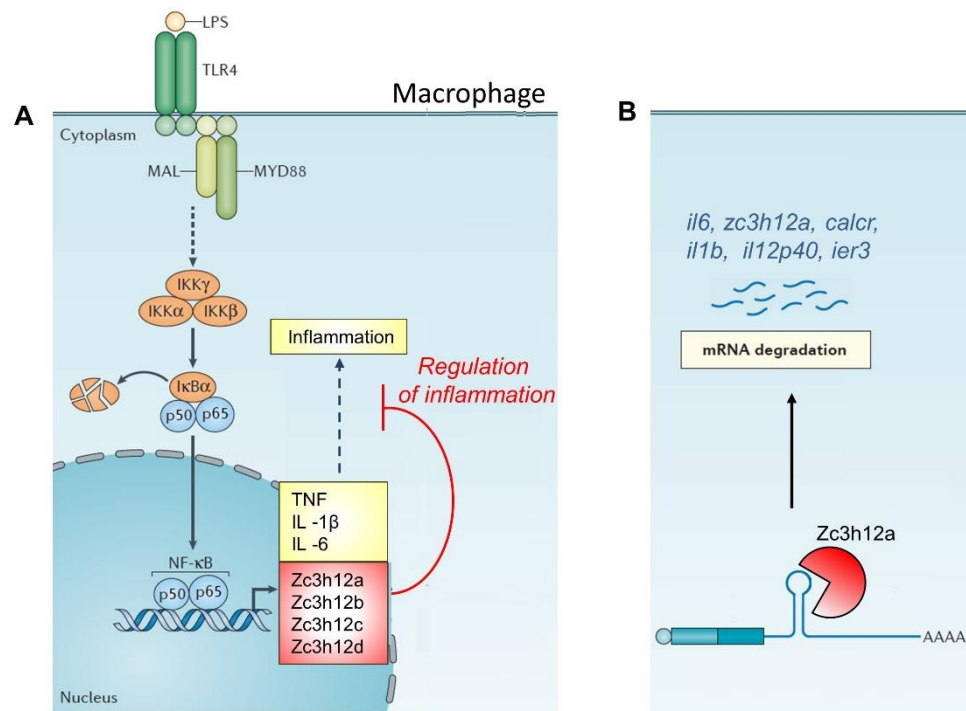 LPS
TLR4
Macrophage
A
Cytoplasm
MAL
MYD88
IKKγ
IKKα
IKKβ
IκBα
p50
p65
Inflammation
Regulation
of inflammation
TNF
IL -1β
IL -6
NF-κB
p50
p65
Zc3h12a
Zc3h12b
Zc3h12c
Zc3h12d
Nucleus
B
il6, zc3h12a, calcr,
il1b, il12p40, ier3
mRNA degradation
Zc3h12a
AAAA